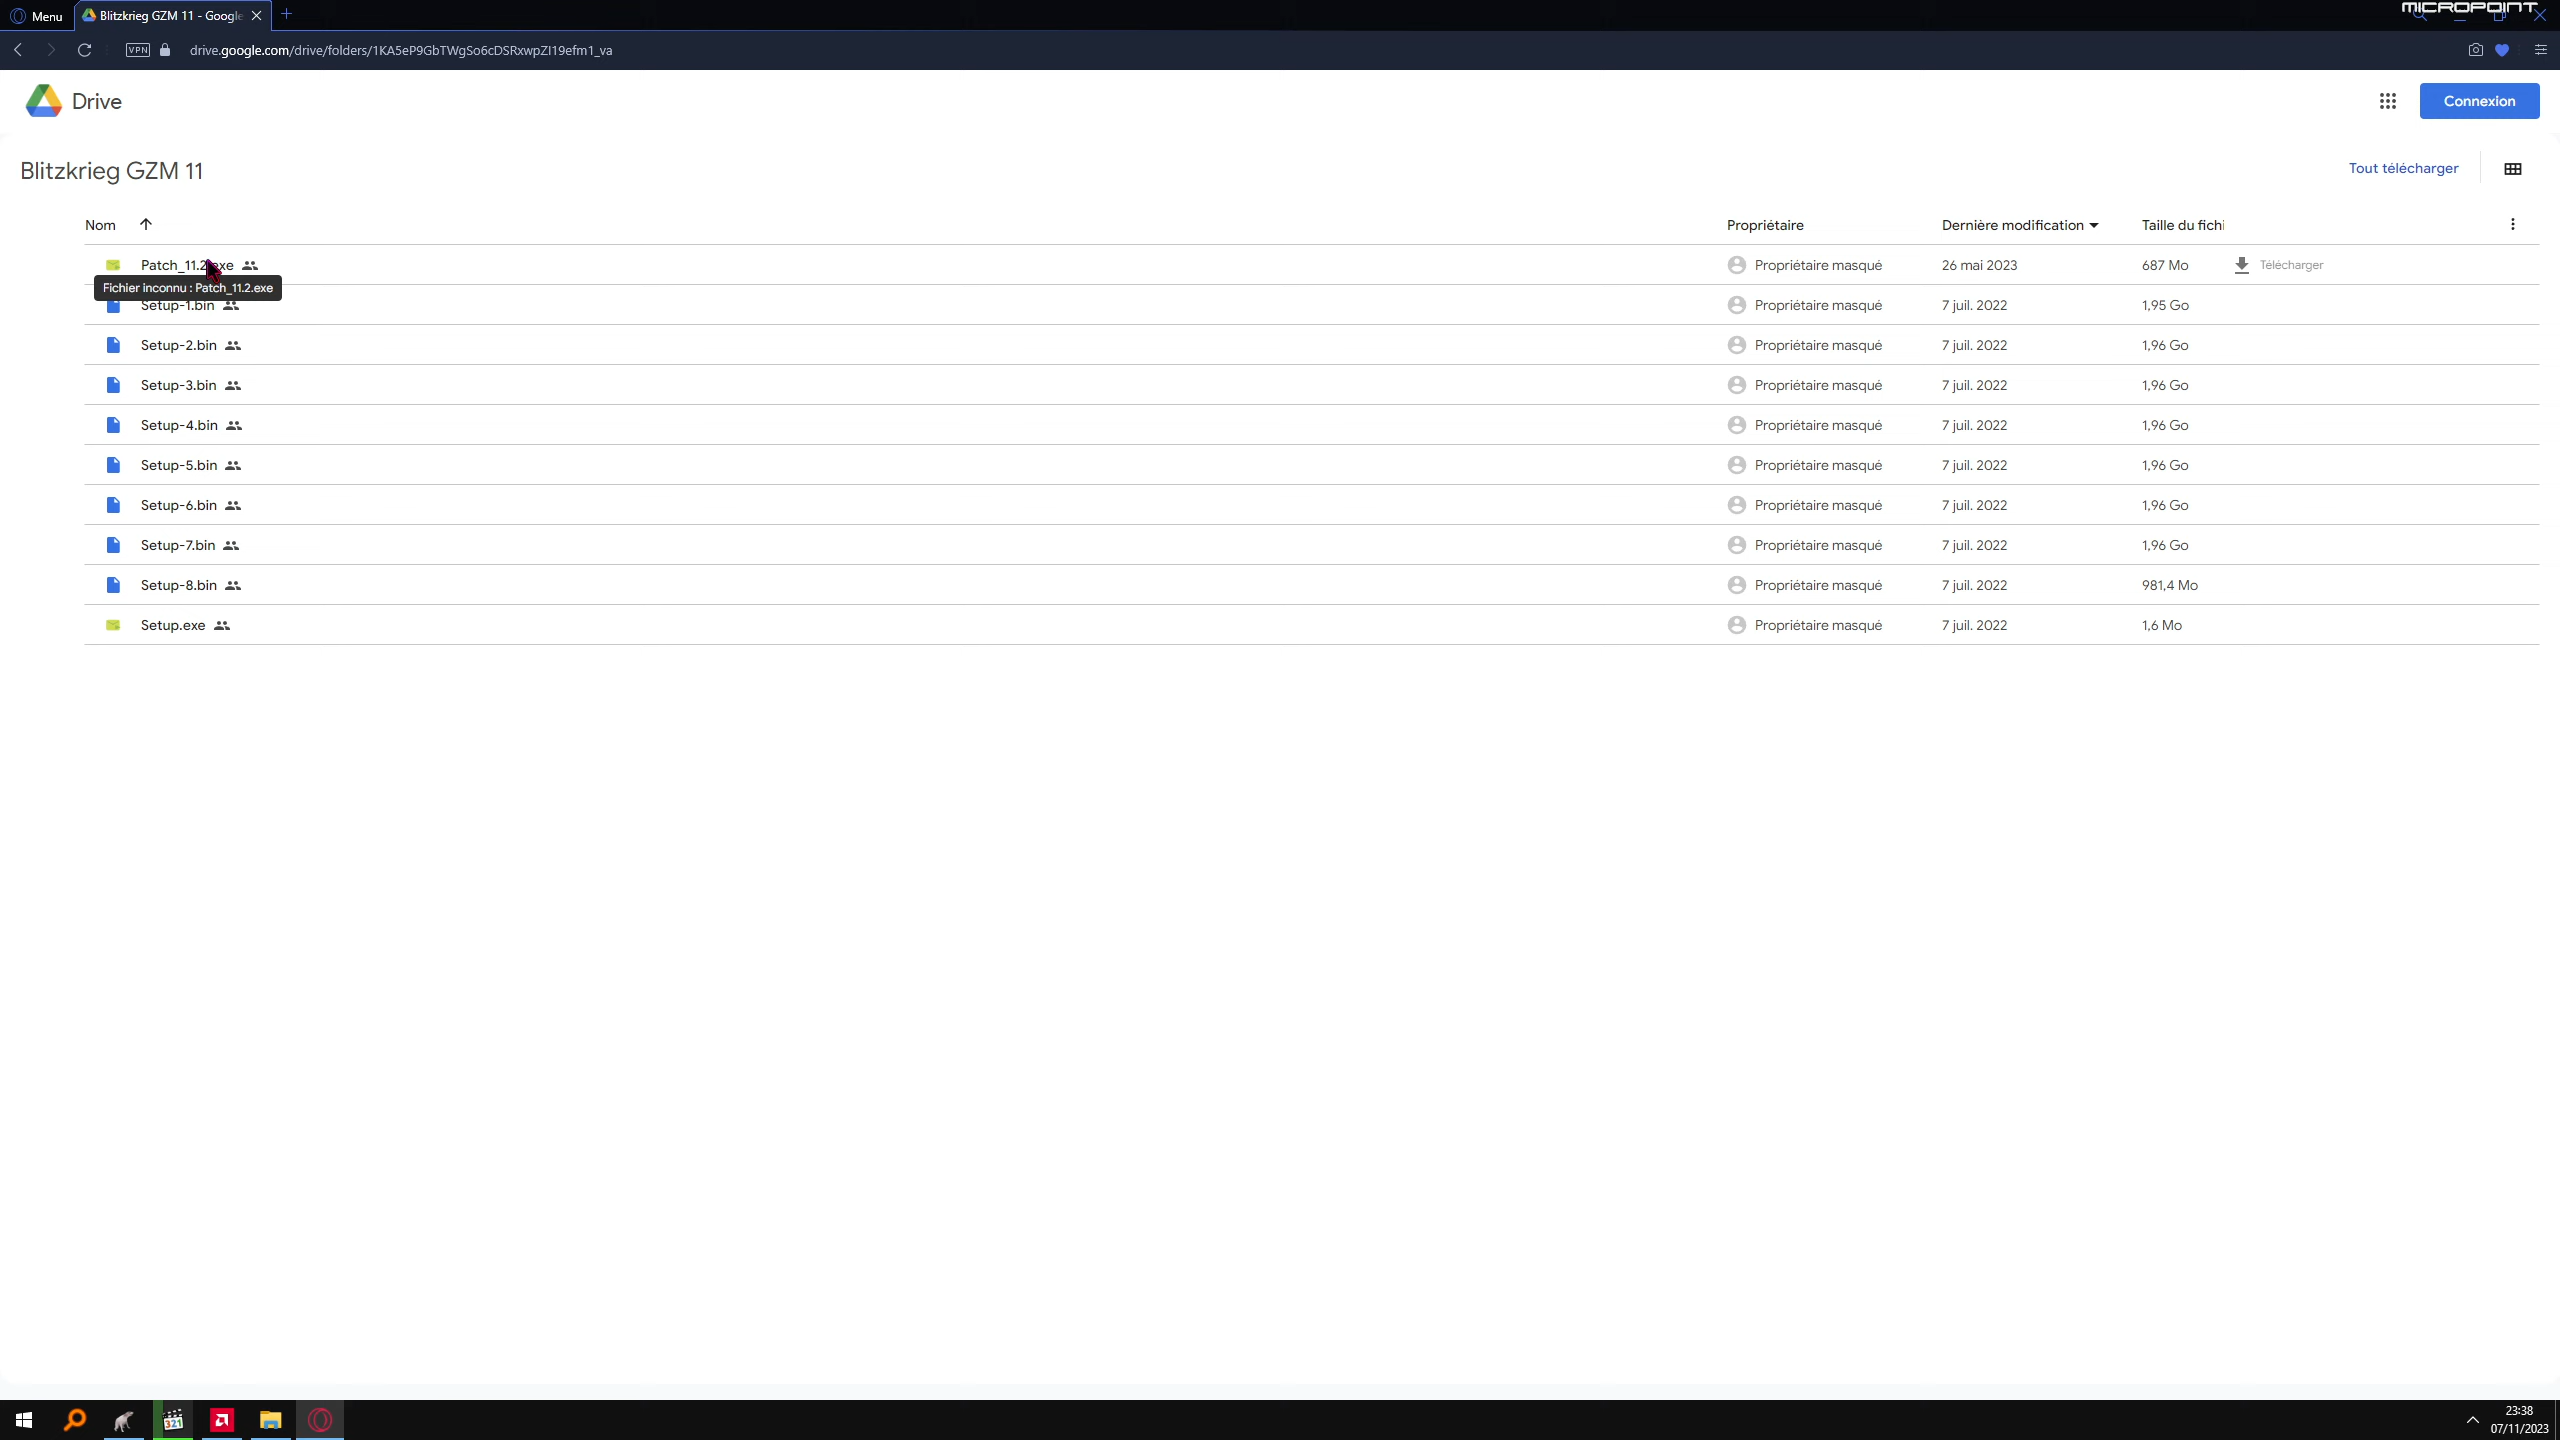 Menu
Blitzkrieg GZM 11 - Google
MICROPOINT
VPN
drive.google.com/drive/folders/1KA5eP9GbTWgSo6cDSRxwpZI19efm1_va
Drive
Connexion
Blitzkrieg GZM 11
Tout télécharger
Nom Propriétaire Dernière modification Taille du fichi
Patch_11.2.exe Propriétaire masqué 26 mai 2023 687 Mo Télécharger
Fichier inconnu : Patch_11.2.exe
Setup-1.bin Propriétaire masqué 7 juil. 2022 1,95 Go
Setup-2.bin Propriétaire masqué 7 juil. 2022 1,96 Go
Setup-3.bin Propriétaire masqué 7 juil. 2022 1,96 Go
Setup-4.bin Propriétaire masqué 7 juil. 2022 1,96 Go
Setup-5.bin Propriétaire masqué 7 juil. 2022 1,96 Go
Setup-6.bin Propriétaire masqué 7 juil. 2022 1,96 Go
Setup-7.bin Propriétaire masqué 7 juil. 2022 1,96 Go
Setup-8.bin Propriétaire masqué 7 juil. 2022 981,4 Mo
Setup.exe Propriétaire masqué 7 juil. 2022 1,6 Mo
321
23:38
07/11/2023